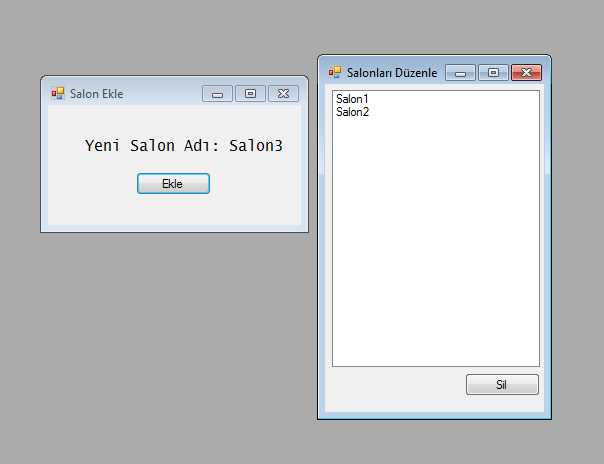 Salon Ekle
Yeni Salon Adı: Salon3
Ekle
Salonları Düzenle
Salon1
Salon2
Sil